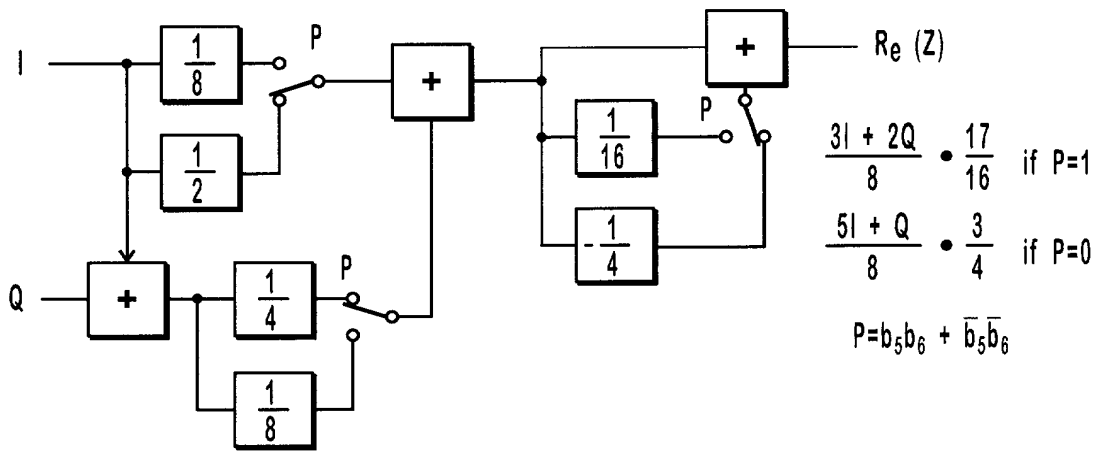 I
1/8
P
1/2
+
Q
+
1/4
P
1/8
+
Re (Z)
P
1/16
-1/4
(3I + 2Q)/8 • 17/16 if P=1
(5I + Q)/8 • 3/4 if P=0
P=b₅b₆ + b̅₅b̅₆